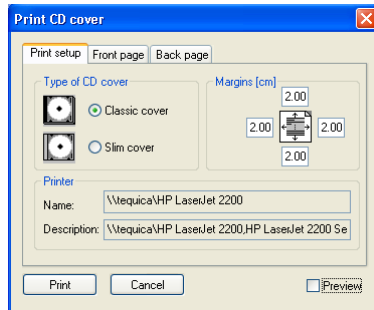 Print CD cover
Print setup Front page Back page
Type of CD cover
Classic cover
Slim cover
Margins [cm]
2.00
2.00 2.00
2.00
Printer
Name: \\tequica\HP LaserJet 2200
Description: \\tequica\HP LaserJet 2200,HP LaserJet 2200 Se
Print Cancel Preview